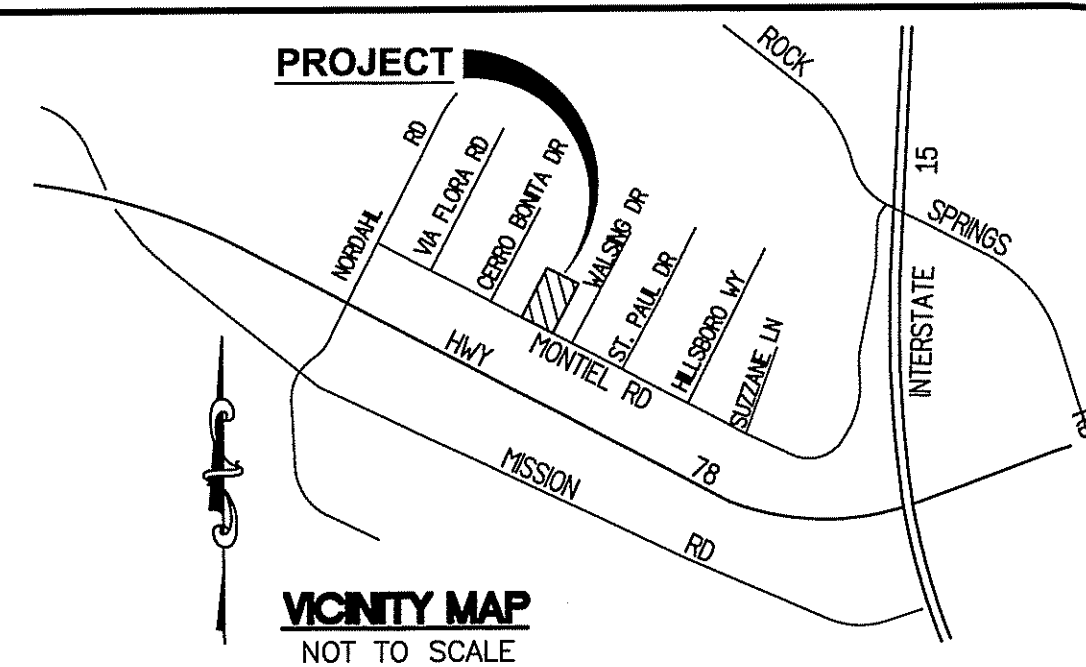 PROJECT
ROCK
SPRINGS
RD
NORDAHL
RD
VIA FLORA RD
CERRO BONITA DR
WALSING DR
ST. PAUL DR
HILLSBORO WY
SUZZANE LN
INTERSTATE
15
HWY
78
MONTIEL RD
MISSION
RD
VICINITY MAP
NOT TO SCALE